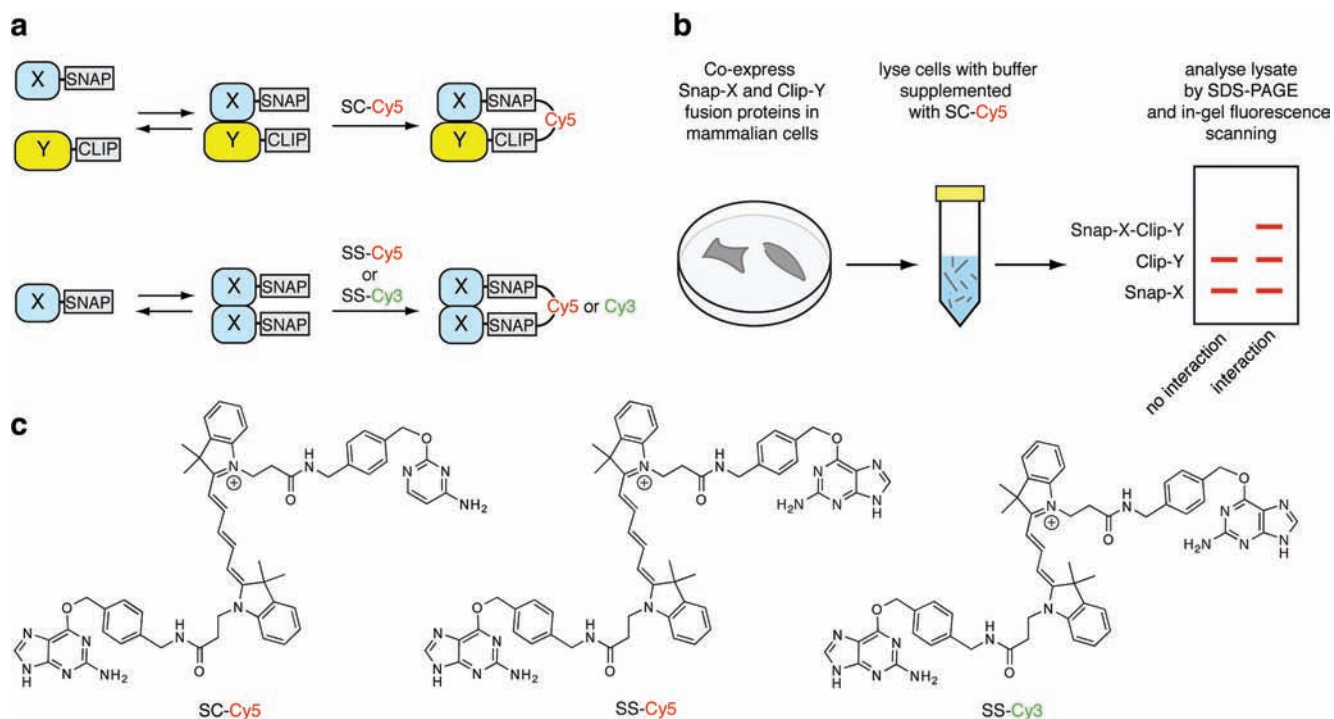 a
X
SNAP
Y
CLIP
X
SNAP
Y
CLIP
SC-Cy5
X
SNAP
Y
CLIP
Cy5
X
SNAP
X
SNAP
X
SNAP
SS-Cy5
or
SS-Cy3
X
SNAP
X
SNAP
Cy5 or Cy3
b
Co-express
Snap-X and Clip-Y
fusion proteins in
mammalian cells
lyse cells with buffer
supplemented
with SC-Cy5
analyse lysate
by SDS-PAGE
and in-gel fluorescence
scanning
Snap-X-Clip-Y
Clip-Y
Snap-X
no interaction
interaction
c
N
⊕
H
N
O
O
N
N
NH2
N
O
H
N
O
N
N
N
N
H
NH2
SC-Cy5
N
⊕
H
N
O
O
N
N
N
N
H
H2N
N
O
H
N
O
N
N
N
N
H
NH2
SS-Cy5
N
⊕
H
N
O
O
N
N
N
N
H
H2N
N
O
H
N
O
N
N
N
N
H
NH2
SS-Cy3